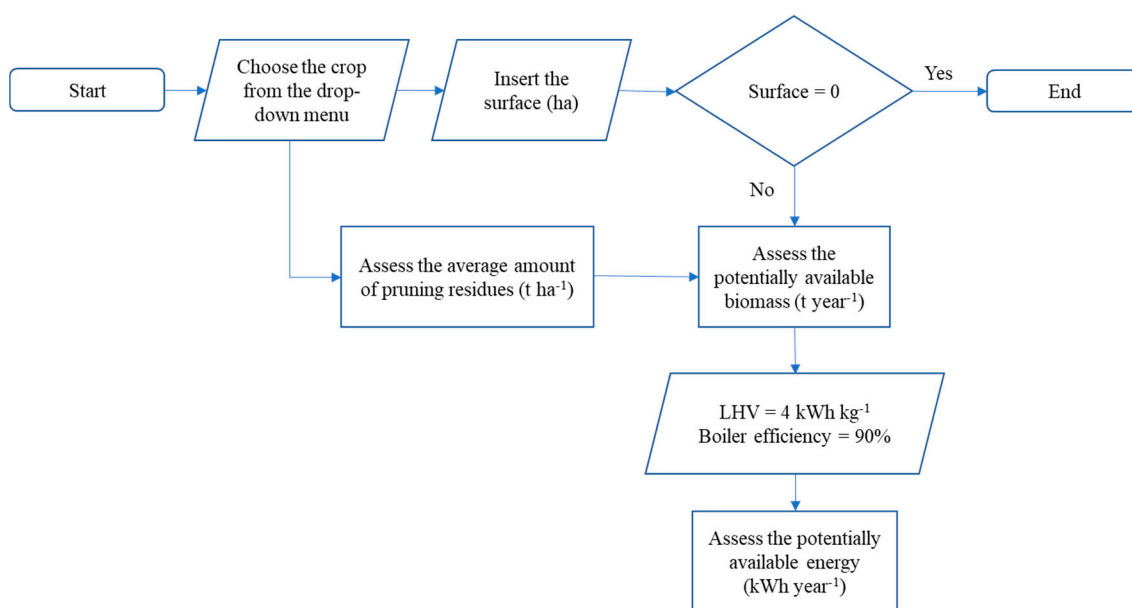 Start
Choose the crop
from the drop-
down menu
Insert the
surface (ha)
Surface = 0
Yes
End
No
Assess the average amount
of pruning residues (t ha⁻¹)
Assess the
potentially available
biomass (t year⁻¹)
LHV = 4 kWh kg⁻¹
Boiler efficiency = 90%
Assess the potentially
available energy
(kWh year⁻¹)